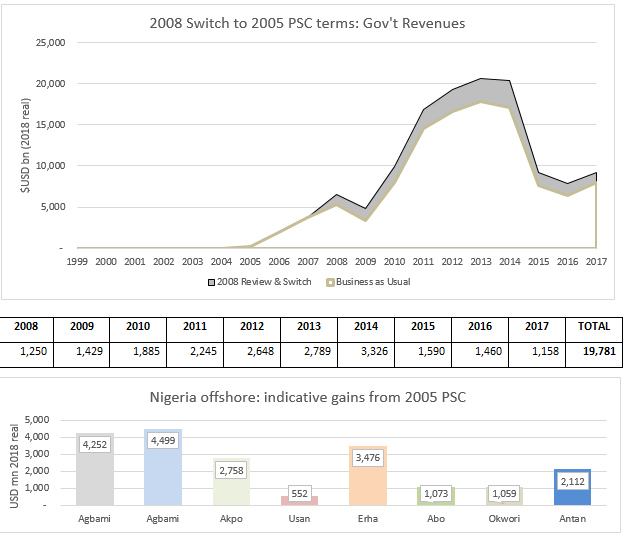 2008 Switch to 2005 PSC terms: Gov't Revenues
$USD bn (2018 real)
25,000
20,000
15,000
10,000
5,000
-
1999 2000 2001 2002 2003 2004 2005 2006 2007 2008 2009 2010 2011 2012 2013 2014 2015 2016 2017
2008 Review & Switch Business as Usual
2008 2009 2010 2011 2012 2013 2014 2015 2016 2017 TOTAL
1,250 1,429 1,885 2,245 2,648 2,789 3,326 1,590 1,460 1,158 19,781
Nigeria offshore: indicative gains from 2005 PSC
USD mn 2018 real
5,000
4,000
3,000
2,000
1,000
-
4,252 4,499 2,758 552 3,476 1,073 1,059 2,112
Agbami Agbami Akpo Usan Erha Abo Okwori Antan